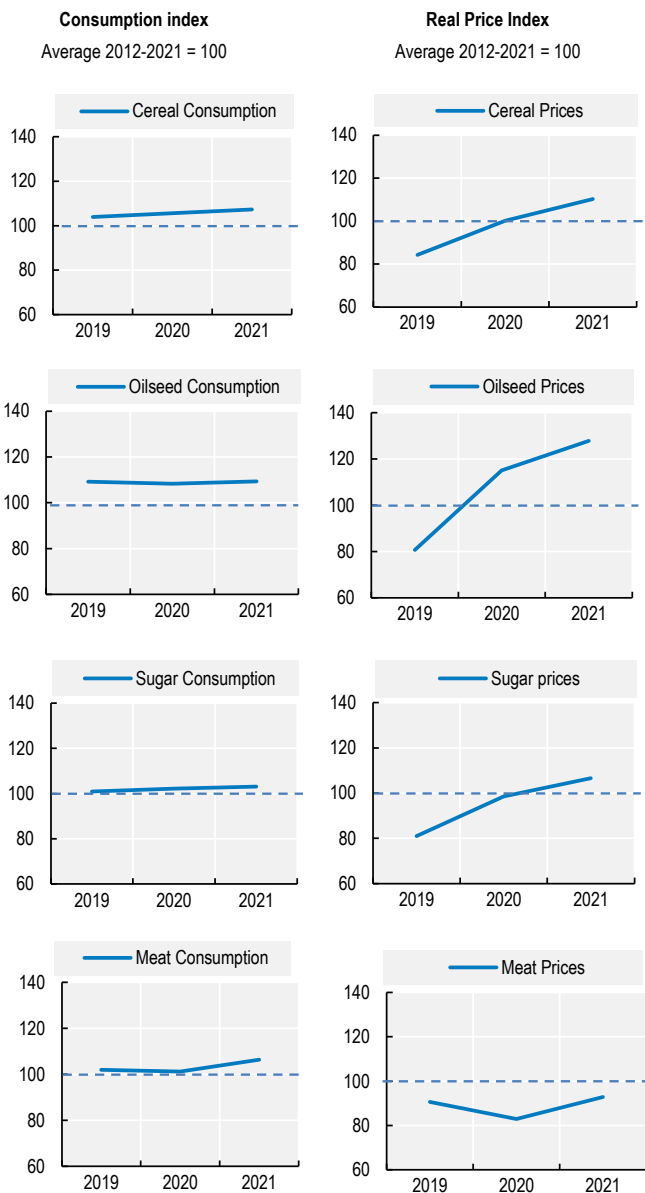 Consumption index
Average 2012-2021 = 100
Real Price Index
Average 2012-2021 = 100
Cereal Consumption
140
120
100
80
60
2019 2020 2021
Cereal Prices
140
120
100
80
60
2019 2020 2021
Oilseed Consumption
140
120
100
80
60
2019 2020 2021
Oilseed Prices
140
120
100
80
60
2019 2020 2021
Sugar Consumption
140
120
100
80
60
2019 2020 2021
Sugar prices
140
120
100
80
60
2019 2020 2021
Meat Consumption
140
120
100
80
60
2019 2020 2021
Meat Prices
140
120
100
80
60
2019 2020 2021